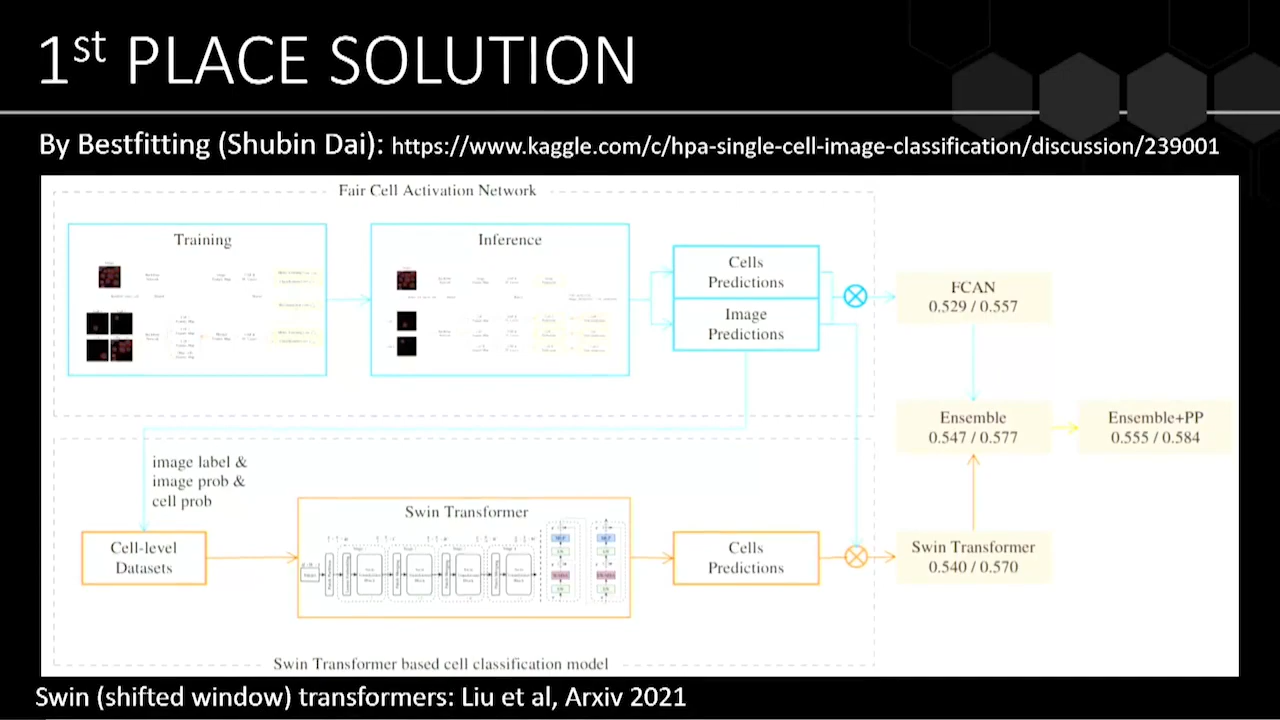 1st PLACE SOLUTION
By Bestfitting (Shubin Dai): https://www.kaggle.com/c/hpa-single-cell-image-classification/discussion/239001
Fair Cell Activation Network
Training
Inference
Cells
Predictions
Image
Predictions
FCAN
0.529 / 0.557
Ensemble
0.547 / 0.577
Ensemble+PP
0.555 / 0.584
image label &
image prob &
cell prob
Cell-level
Datasets
Swin Transformer
Cells
Predictions
Swin Transformer
0.540 / 0.570
Swin Transformer based cell classification model
Swin (shifted window) transformers: Liu et al, Arxiv 2021